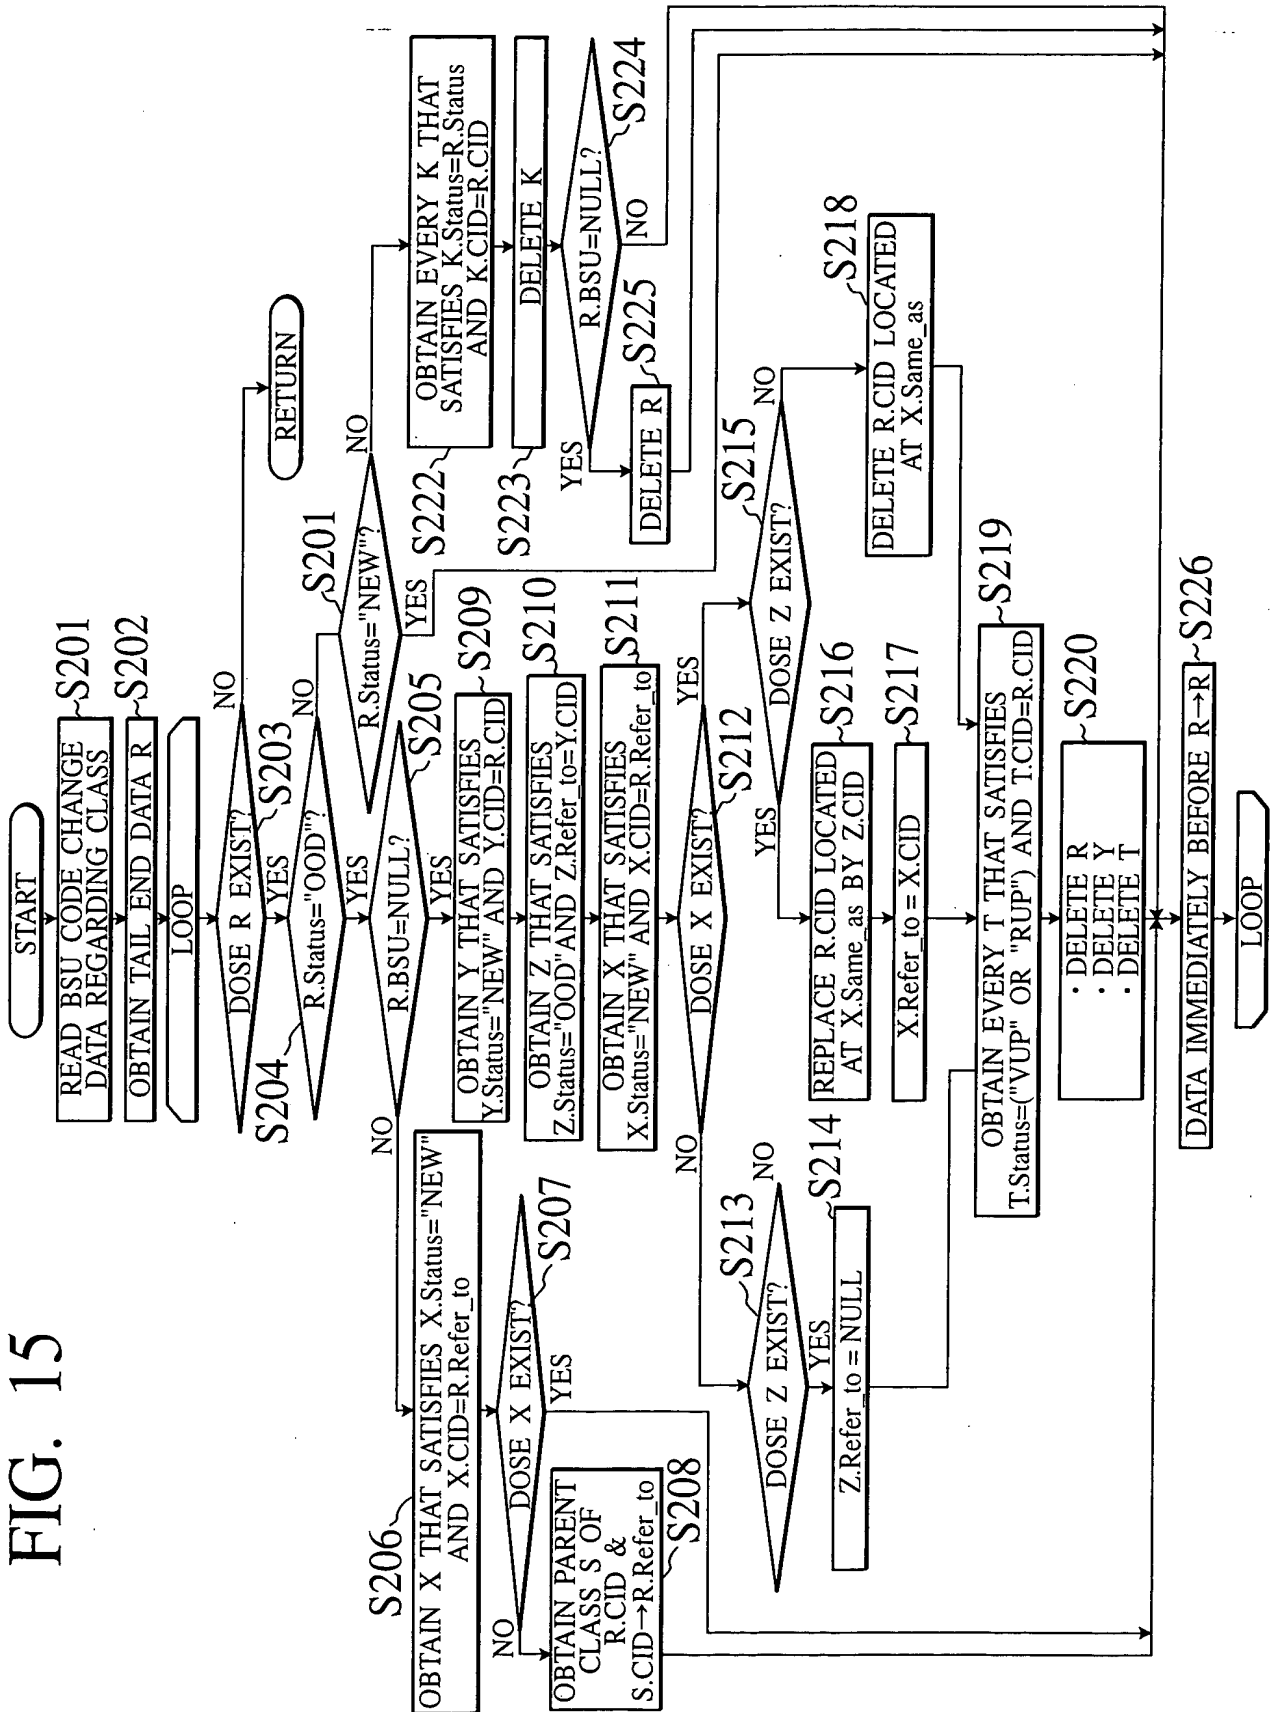 FIG. 15
START
READ BSU CODE CHANGE
DATA REGARDING CLASS
S201
OBTAIN TAIL END DATA R
S202
LOOP
DOSE R EXIST?
S203
NO
RETURN
YES
R.Status="OOD"?
S204
NO
R.Status="NEW"?
S201
NO
YES
YES
R.BSU=NULL?
S205
NO
YES
OBTAIN X THAT SATISFIES X.Status="NEW"
AND X.CID=R.Refer_to
S206
DOSE X EXIST?
S207
NO
YES
OBTAIN PARENT
CLASS S OF
R.CID &
S.CID→R.Refer_to
S208
OBTAIN Y THAT SATISFIES
Y.Status="NEW" AND Y.CID=R.CID
S209
OBTAIN Z THAT SATISFIES
Z.Status="OOD" AND Z.Refer_to=Y.CID
S210
OBTAIN X THAT SATISFIES
X.Status="NEW" AND X.CID=R.Refer_to
S211
DOSE X EXIST?
S212
NO
YES
DOSE Z EXIST?
S213
NO
YES
Z.Refer_to = NULL
S214
DOSE Z EXIST?
S215
YES
NO
REPLACE R.CID LOCATED
AT X.Same_as BY Z.CID
S216
X.Refer_to = X.CID
S217
DELETE R.CID LOCATED
AT X.Same_as
S218
OBTAIN EVERY T THAT SATISFIES
T.Status=("VUP" OR "RUP") AND T.CID=R.CID
S219
: DELETE R
: DELETE Y
: DELETE T
S220
OBTAIN EVERY K THAT
SATISFIES K.Status=R.Status
AND K.CID=R.CID
S222
DELETE K
S223
R.BSU=NULL?
S224
YES
NO
DELETE R
S225
DATA IMMEDIATELY BEFORE R→R
S226
LOOP